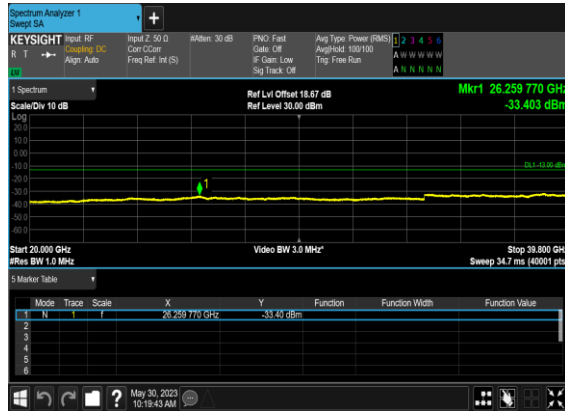 Spectrum Analyzer 1
Swept SA
+
KEYSIGHT Input: RF Input Z: 50 Ω #Atten: 30 dB PNO: Fast Avg Type: Power (RMS) 1 2 3 4 5 6
R T Coupling: DC Corr CCorr Gate: Off Avg|Hold: 100/100 A W W W W W
Align: Auto Freq Ref: Int (S) IF Gain: Low Trig: Free Run
LW Sig Track: Off A N N N N N
1 Spectrum Ref Lvl Offset 18.67 dB Mkr1 26.259 770 GHz
Scale/Div 10 dB Ref Level 30.00 dBm -33.403 dBm
Log
20.0
10.0
0.00
-10.0
DL1 -13.00 dBm
-20.0
1
-30.0
-40.0
-50.0
-60.0
Start 20.000 GHz Video BW 3.0 MHz* Stop 39.800 GHz
#Res BW 1.0 MHz Sweep 34.7 ms (40001 pts)
5 Marker Table
Mode Trace Scale X Y Function Function Width Function Value
1 N 1 f 26.259 770 GHz -33.40 dBm
2
3
4
5
6
? May 30, 2023
10:19:43 AM